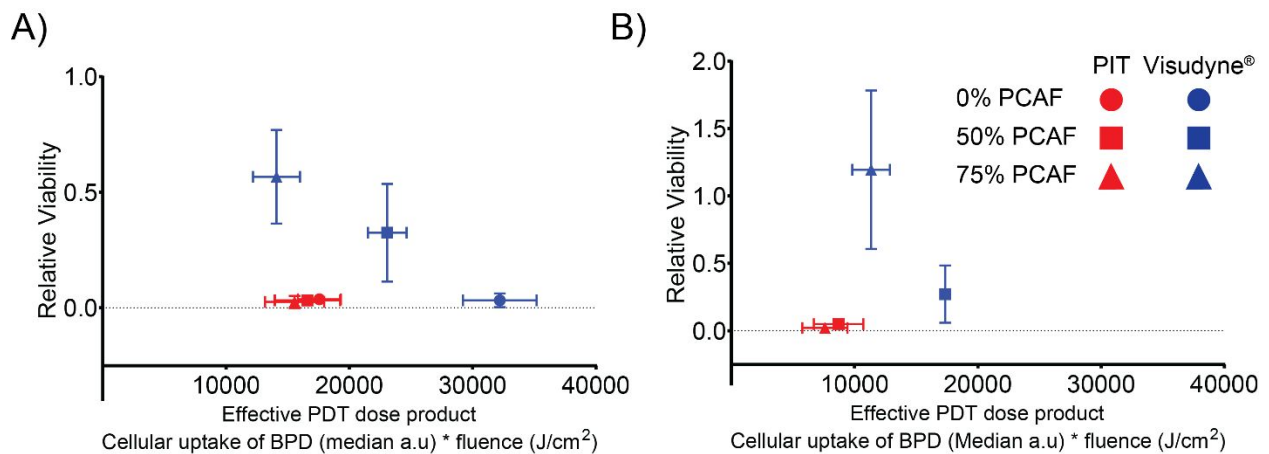 A)
1.0
0.5
0.0
Relative Viability
10000 20000 30000 40000
Effective PDT dose product
Cellular uptake of BPD (median a.u) * fluence (J/cm²)
B)
2.0
1.5
1.0
0.5
0.0
Relative Viability
PIT Visudyne®
0% PCAF
50% PCAF
75% PCAF
10000 20000 30000 40000
Effective PDT dose product
Cellular uptake of BPD (Median a.u) * fluence (J/cm²)